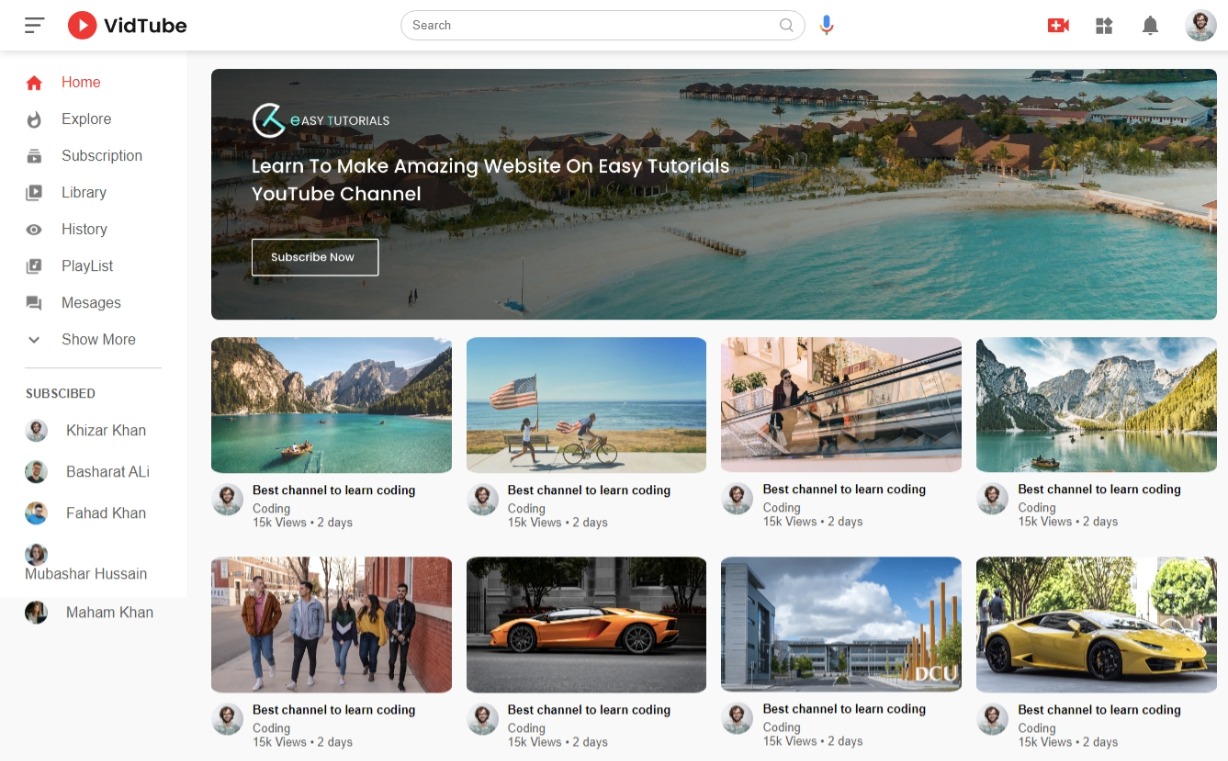 VidTube
Search
Home
Explore
Subscription
Library
History
PlayList
Mesages
Show More
SUBSCIBED
Khizar Khan
Basharat ALi
Fahad Khan
Mubashar Hussain
Maham Khan
eASY TUTORIALS
Learn To Make Amazing Website On Easy Tutorials
YouTube Channel
Subscribe Now
Best channel to learn coding
Coding
15k Views • 2 days
Best channel to learn coding
Coding
15k Views • 2 days
Best channel to learn coding
Coding
15k Views • 2 days
Best channel to learn coding
Coding
15k Views • 2 days
DCU
Best channel to learn coding
Coding
15k Views • 2 days
Best channel to learn coding
Coding
15k Views • 2 days
Best channel to learn coding
Coding
15k Views • 2 days
Best channel to learn coding
Coding
15k Views • 2 days